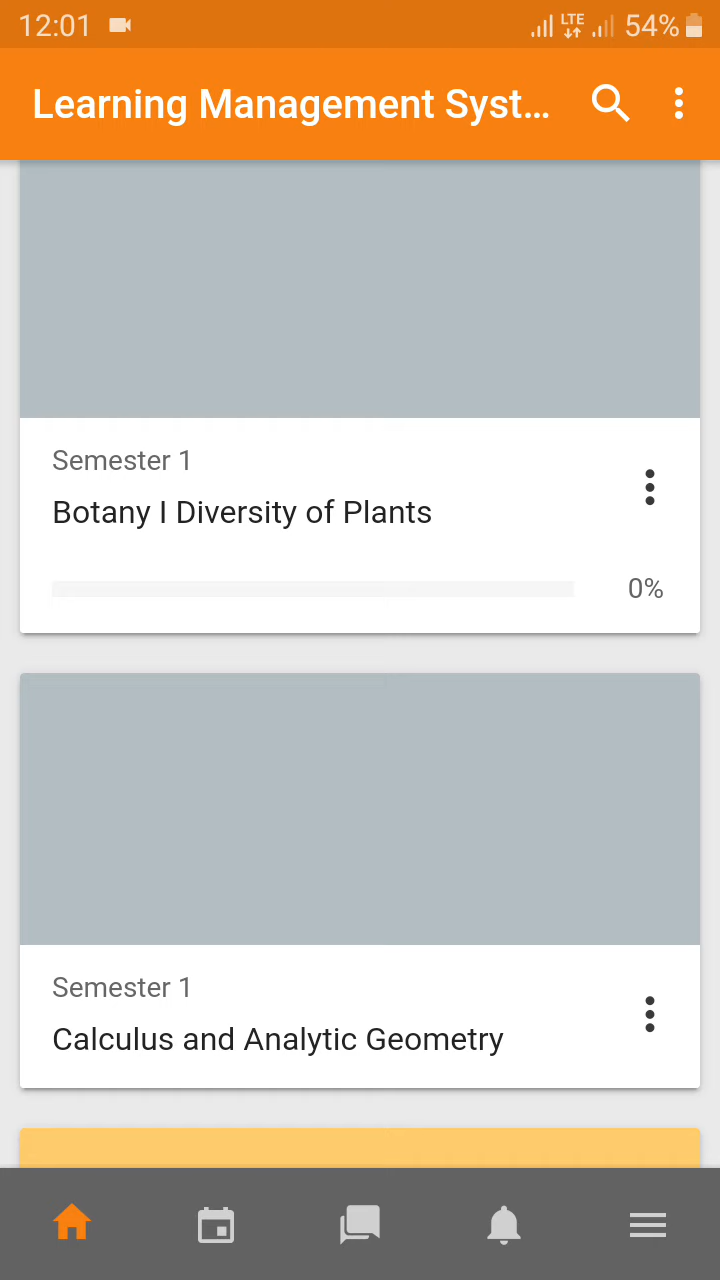 12:01 LTE 54%
Learning Management Syst...
Semester 1
Botany I Diversity of Plants
0%
Semester 1
Calculus and Analytic Geometry